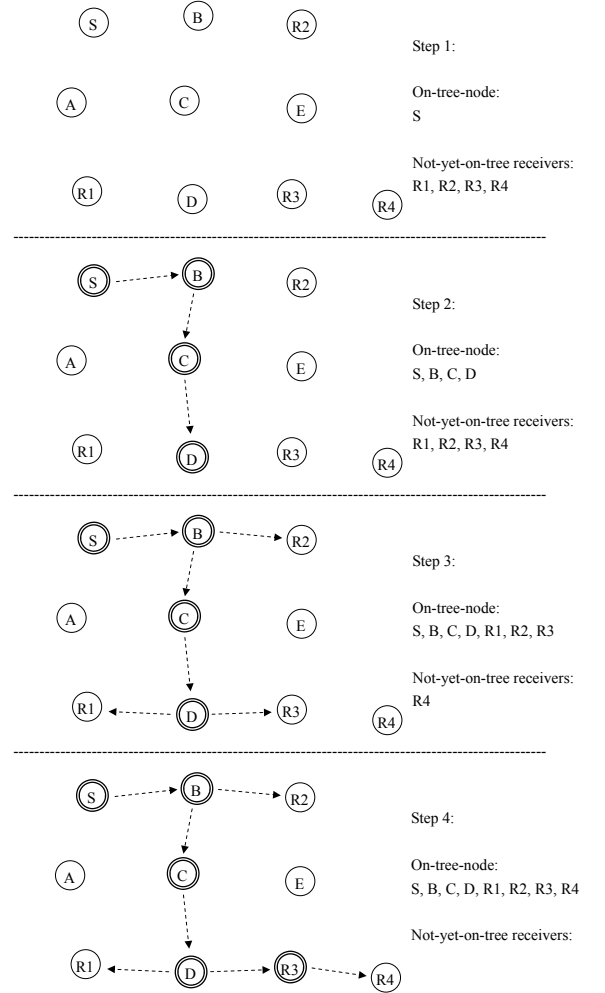 S B R2
Step 1:
A C E
On-tree-node:
S
Not-yet-on-tree receivers:
R1, R2, R3, R4
R1 D R3 R4
S B R2
Step 2:
On-tree-node:
A C E
S, B, C, D
Not-yet-on-tree receivers:
R1, R2, R3, R4
R1 D R3 R4
S B R2
Step 3:
On-tree-node:
A C E
S, B, C, D, R1, R2, R3
Not-yet-on-tree receivers:
R4
R1 D R3 R4
S B R2
Step 4:
On-tree-node:
A C E
S, B, C, D, R1, R2, R3, R4
Not-yet-on-tree receivers:
R1 D R3 R4